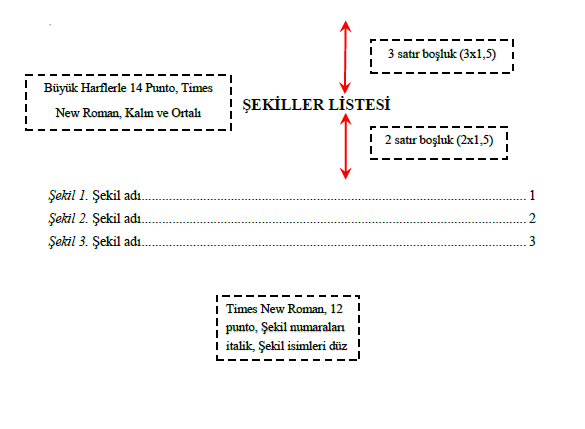 3 satır boşluk (3x1,5)
Büyük Harflerle 14 Punto, Times
New Roman, Kalın ve Ortalı
ŞEKİLLER LİSTESİ
2 satır boşluk (2x1,5)
Şekil 1. Şekil adı.................................................................................................................. 1
Şekil 2. Şekil adı.................................................................................................................. 2
Şekil 3. Şekil adı.................................................................................................................. 3
Times New Roman, 12
punto, Şekil numaraları
italik, Şekil isimleri düz